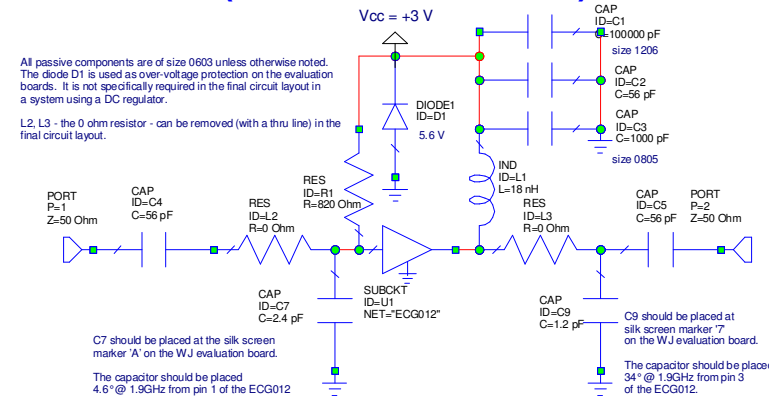 Vcc = +3 V
CAP
ID=C1
C=100000 pF
size 1206
All passive components are of size 0603 unless otherwise noted.
The diode D1 is used as over-voltage protection on the evaluation
boards. It is not specifically required in the final circuit layout in
a system using a DC regulator.
L2, L3 - the 0 ohm resistor - can be removed (with a thru line) in the
final circuit layout.
CAP
ID=C2
C=56 pF
DIODE1
ID=D1
5.6 V
CAP
ID=C3
C=1000 pF
size 0805
IND
ID=L1
L=18 nH
RES
ID=R1
R=820 Ohm
PORT
P=1
Z=50 Ohm
CAP
ID=C4
C=56 pF
RES
ID=L2
R=0 Ohm
RES
ID=L3
R=0 Ohm
CAP
ID=C5
C=56 pF
PORT
P=2
Z=50 Ohm
CAP
ID=C7
C=2.4 pF
SUBCKT
ID=U1
NET="ECG012"
CAP
ID=C9
C=1.2 pF
C9 should be placed at
silk screen marker '7'
on the WJ evaluation board.
C7 should be placed at the silk screen
marker 'A' on the WJ evaluation board.
The capacitor should be placed
4.6° @ 1.9GHz from pin 1 of the ECG012
The capacitor should be placed
34° @ 1.9GHz from pin 3
of the ECG012.